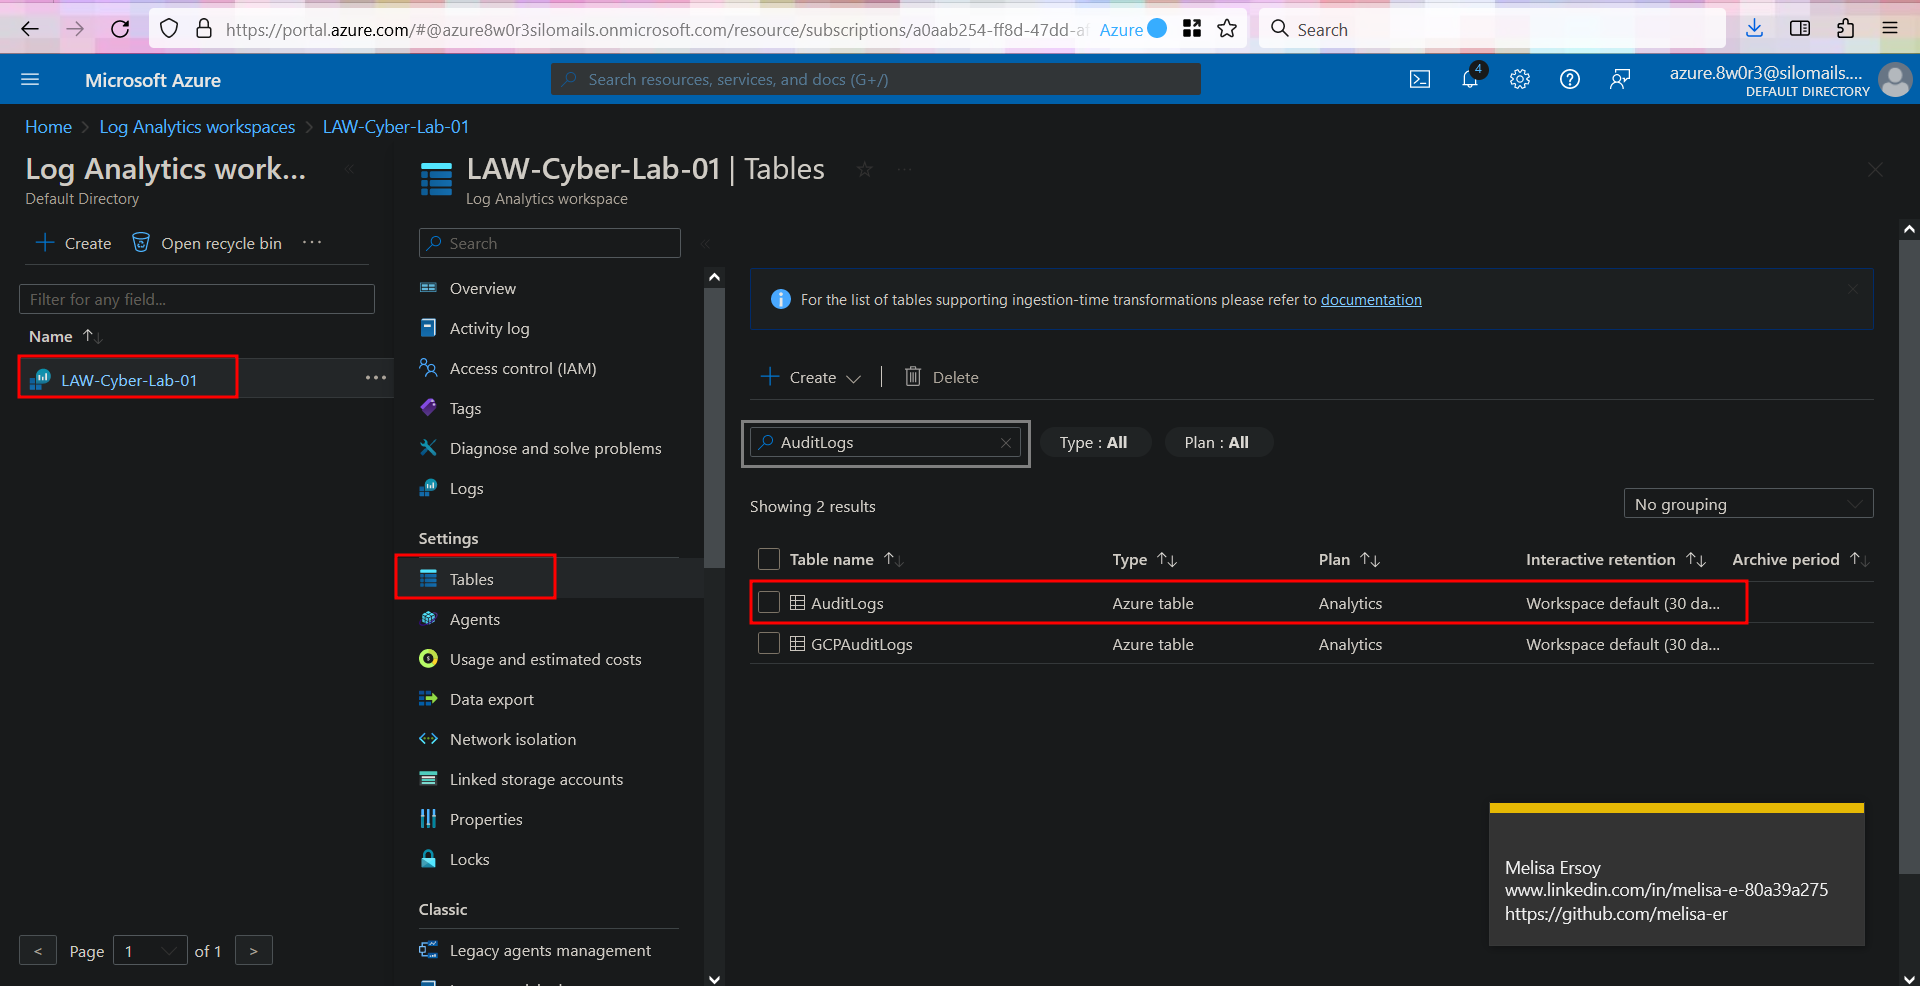 https://portal.azure.com/#@azure8w0r3silomails.onmicrosoft.com/resource/subscriptions/a0aab254-ff8d-47dd-a
Azure
Search
Microsoft Azure
Search resources, services, and docs (G+/)
4
azure.8w0r3@silomails....
DEFAULT DIRECTORY
Home > Log Analytics workspaces > LAW-Cyber-Lab-01
Log Analytics work...
Default Directory
Create
Open recycle bin
...
Filter for any field...
Name
LAW-Cyber-Lab-01
...
< Page 1 of 1 >
LAW-Cyber-Lab-01 | Tables
...
Log Analytics workspace
Search
Overview
Activity log
Access control (IAM)
Tags
Diagnose and solve problems
Logs
Settings
Tables
Agents
Usage and estimated costs
Data export
Network isolation
Linked storage accounts
Properties
Locks
Classic
Legacy agents management
For the list of tables supporting ingestion-time transformations please refer to documentation
Create
Delete
AuditLogs
Type : All
Plan : All
Showing 2 results
No grouping
Table name Type Plan Interactive retention Archive period
AuditLogs Azure table Analytics Workspace default (30 da...
GCPAuditLogs Azure table Analytics Workspace default (30 da...
Melisa Ersoy
www.linkedin.com/in/melisa-e-80a39a275
https://github.com/melisa-er